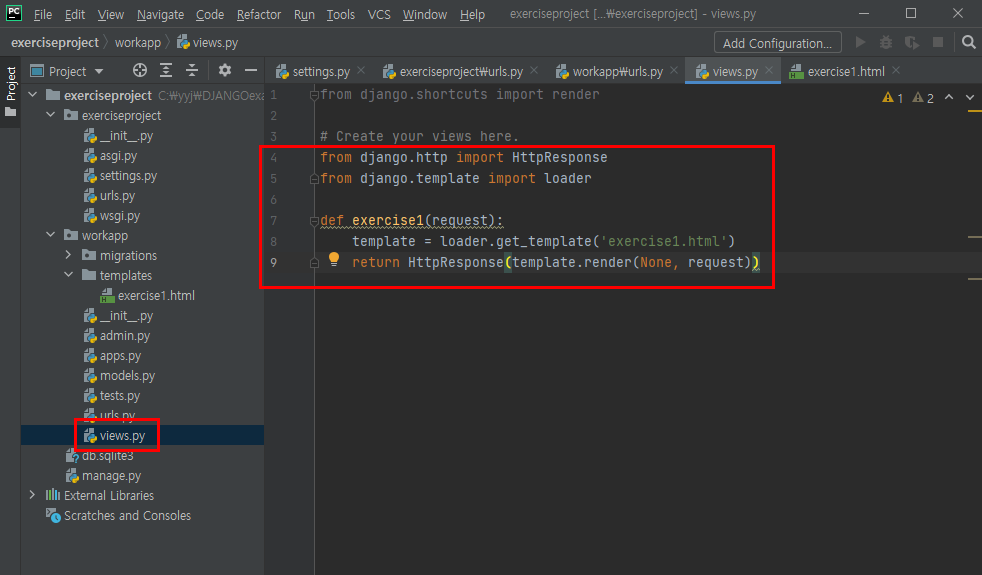 PC File Edit View Navigate Code Refactor Run Tools VCS Window Help exerciseproject [...₩exerciseproject] - views.py
exerciseproject workapp views.py Add Configuration...
Project Project settings.py exerciseproject₩urls.py workapp₩urls.py views.py exercise1.html
exerciseproject C:₩yyj₩DJANGOexa
exerciseproject
__init__.py
asgi.py
settings.py
urls.py
wsgi.py
workapp
migrations
templates
exercise1.html
__init__.py
admin.py
apps.py
models.py
tests.py
urls.py
views.py
db.sqlite3
manage.py
External Libraries
Scratches and Consoles
1 from django.shortcuts import render
2
3 # Create your views here.
4 from django.http import HttpResponse
5 from django.template import loader
6
7 def exercise1(request):
8 template = loader.get_template('exercise1.html')
9 return HttpResponse(template.render(None, request))
1 2